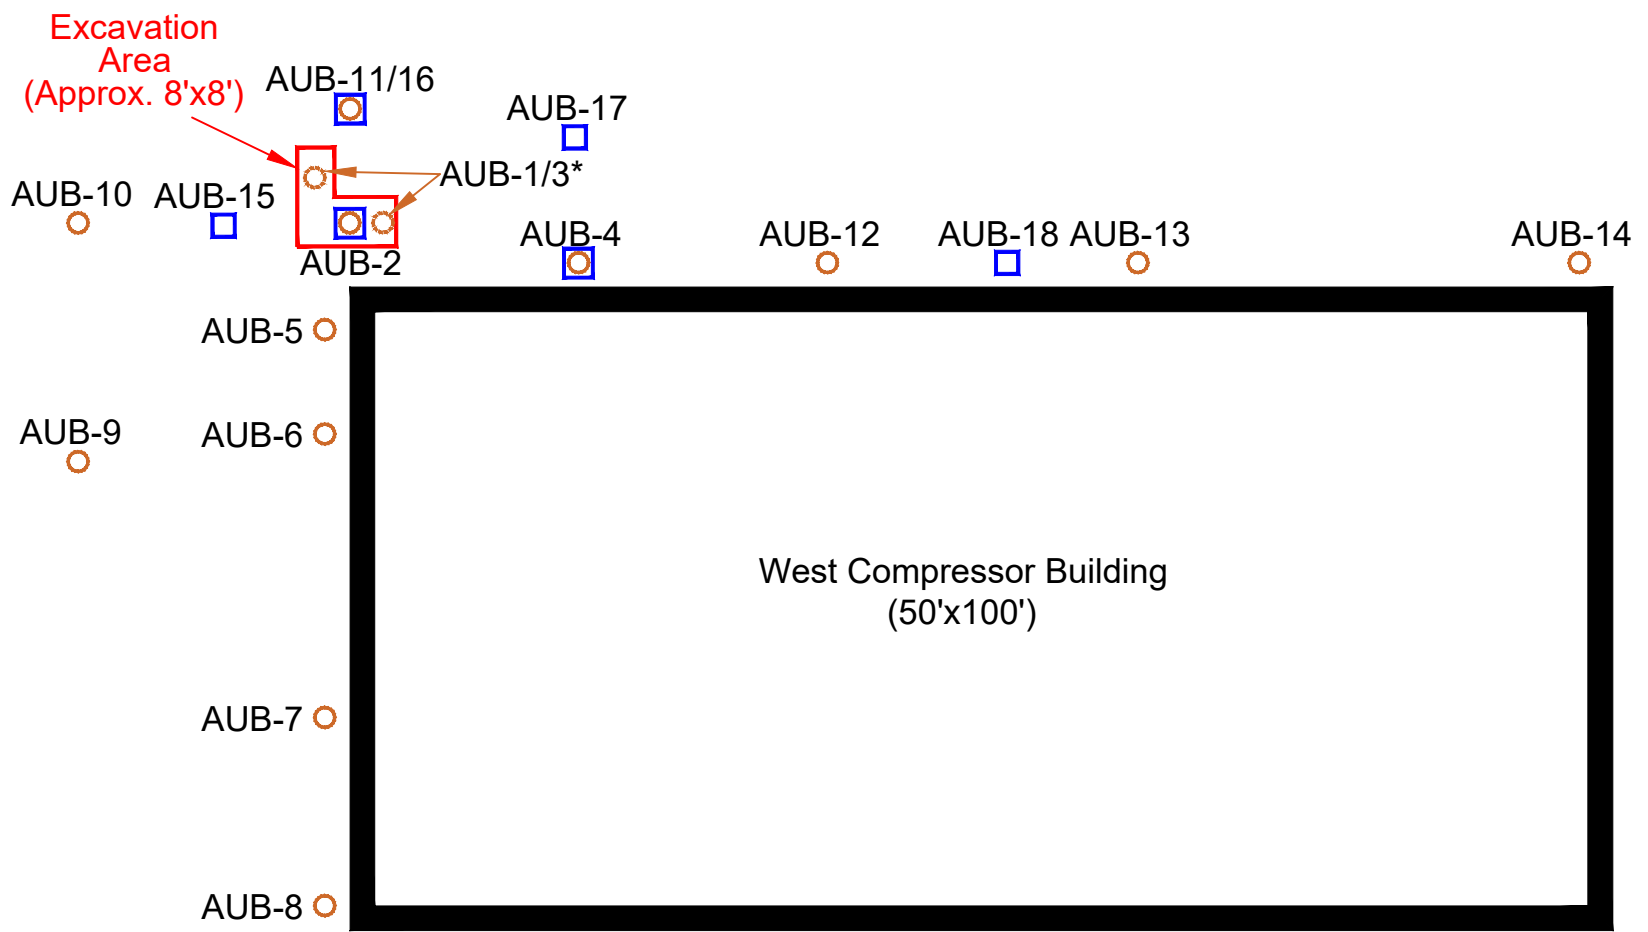 Excavation
Area
(Approx. 8'x8')
AUB-11/16
AUB-17
AUB-1/3*
AUB-10
AUB-15
AUB-2
AUB-4
AUB-12
AUB-18
AUB-13
AUB-14
AUB-5
AUB-9
AUB-6
West Compressor Building
(50'x100')
AUB-7
AUB-8